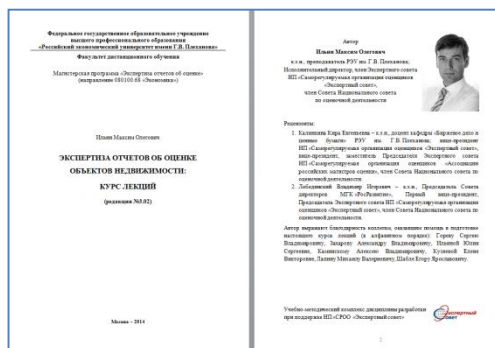 Федеральное государственное образовательное учреждение
высшего профессионального образования
«Российский экономический университет имени Г.В. Плеханова»
Факультет дистанционного обучения
Магистерская программа «Экспертиза отчетов об оценке»
(направление 080100.68 «Экономика»)
Ильин Максим Олегович
ЭКСПЕРТИЗА ОТЧЕТОВ ОБ ОЦЕНКЕ
ОБЪЕКТОВ НЕДВИЖИМОСТИ:
КУРС ЛЕКЦИЙ
(редакция №3.02)
Москва – 2014
Автор
Ильин Максим Олегович
к.э.н., преподаватель РЭУ им. Г.В. Плеханова;
Исполнительный директор, член Экспертного совета
НП «Саморегулируемая организация оценщиков
«Экспертный совет»,
член Совета Национального совета
по оценочной деятельности
Рецензенты:
1. Калинкина Кира Евгеньевна – к.э.н., доцент кафедры «Биржевое дело и
ценные бумаги» РЭУ им. Г.В.Плеханова; вице-президент
НП «Саморегулируемая организация оценщиков «Экспертный совет»,
вице-президент, заместитель Председателя Экспертного совета
НП «Саморегулируемая организация оценщиков «Ассоциация
российских магистров оценки», член Совета Национального совета по
оценочной деятельности.
2. Лебединский Владимир Игоревич – к.э.н., Председатель Совета
директоров МГК «РосРазвитие», Первый вице-президент,
Председатель Экспертного совета НП «Саморегулируемая организация
оценщиков «Экспертный совет», член Совета Национального совета по
оценочной деятельности.
Автор выражает благодарность коллегам, оказавшим помощь в подготовке
настоящего курса лекций (в алфавитном порядке): Сергею
Владимировичу, Захарову Александру Владимировичу, Ильиной Юлии
Сергеевне, Каминскому Алексею Владимировичу, Елене
Викторовне, Лапину Михаилу Валерьевичу, Егору Ярославовичу.
Учебно-методический комплекс дисциплины разработан
при поддержке НП «СРОО «Экспертный совет»
ЭКСПЕРТНЫЙ
СОВЕТ